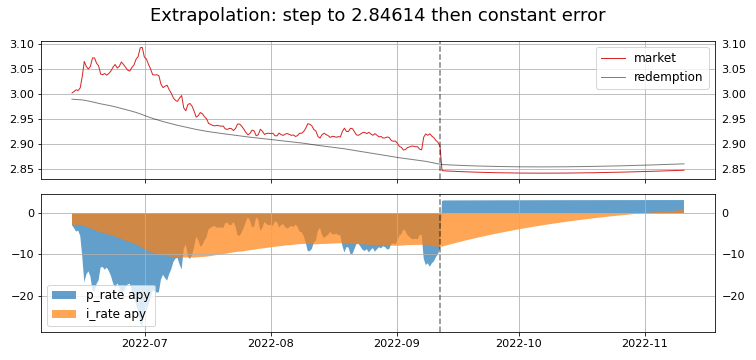 Extrapolation: step to 2.84614 then constant error
3.10 3.10
3.05 3.05
3.00 3.00
2.95 2.95
2.90 2.90
2.85 2.85
market
redemption
0 0
−10 −10
−20 −20
p_rate apy
i_rate apy
2022-07 2022-08 2022-09 2022-10 2022-11